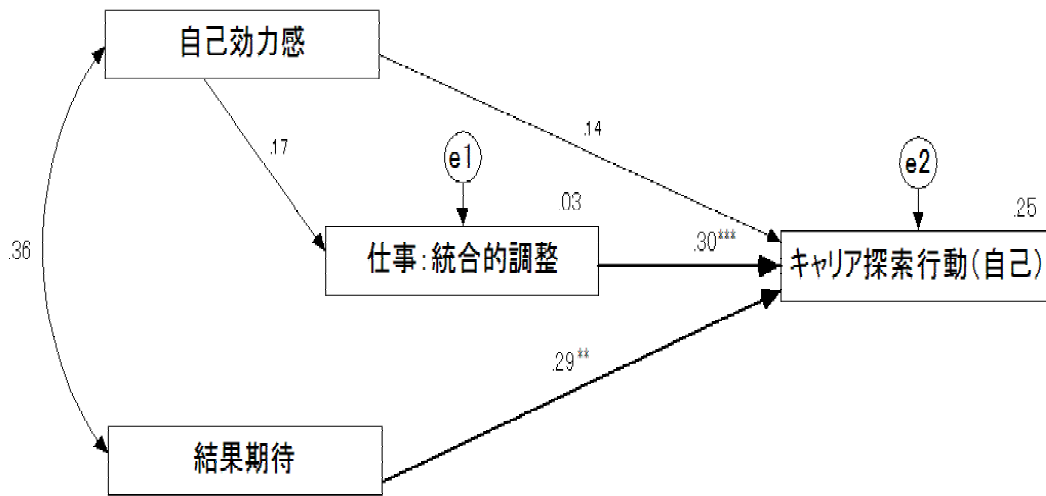 自己効力感
.14
.17
e1
e2
.03
.25
.36
仕事:統合的調整
.30***
キャリア探索行動(自己)
.29**
結果期待